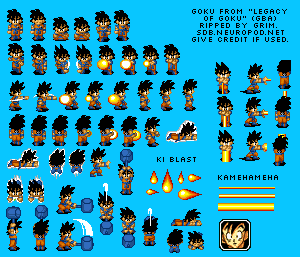 GOKU FROM "LEGACY
OF GOKU" (GBA)
RIPPED BY GRIM.
SDB.NEUROPOD.NET
GIVE CREDIT IF USED.
KI BLAST
KAMEHAMEHA